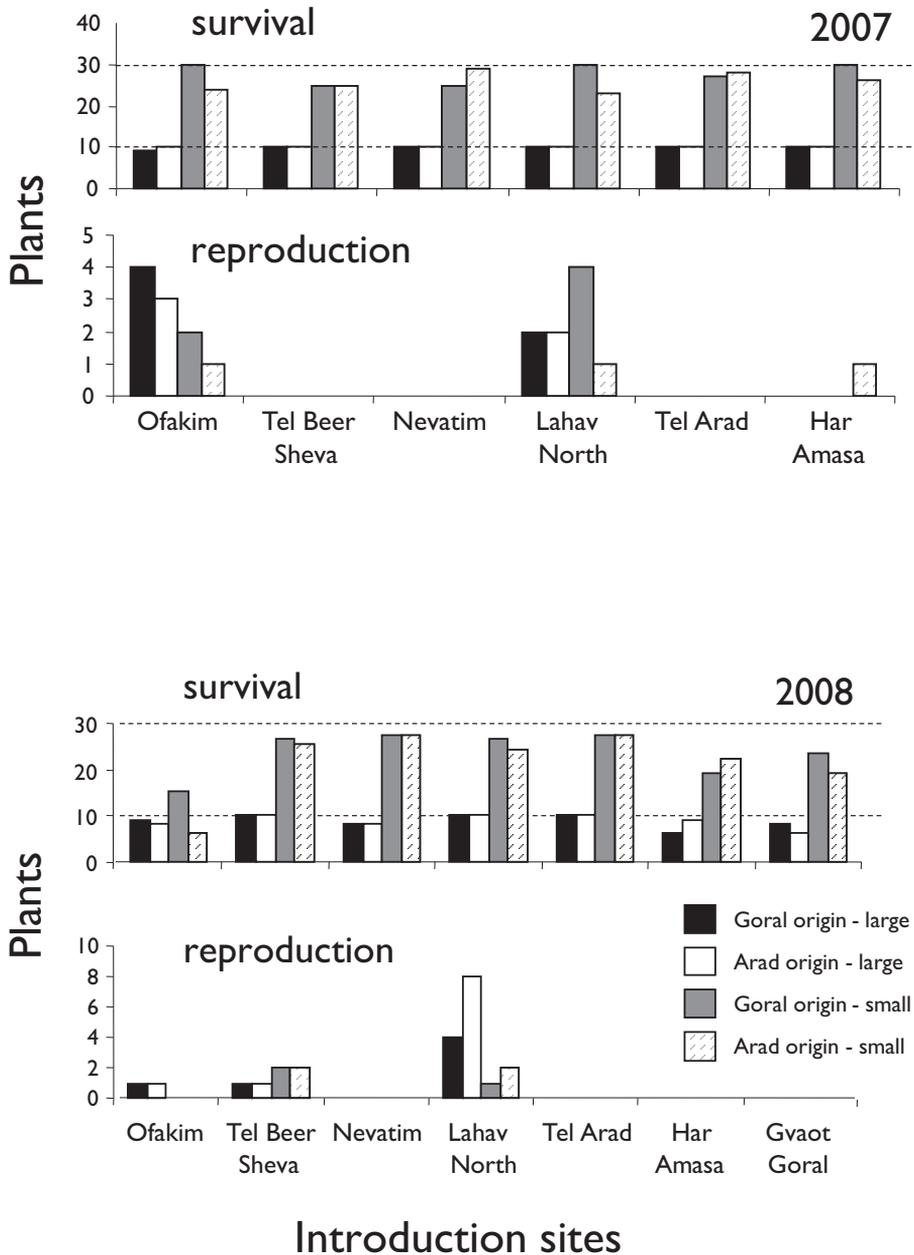 survival
2007
40
30
20
10
0
Plants
reproduction
5
4
3
2
1
0
Ofakim
Tel Beer
Sheva
Nevatim
Lahav
North
Tel Arad
Har
Amasa
survival
2008
30
20
10
0
Plants
Goral origin - large
Arad origin - large
Goral origin - small
Arad origin - small
reproduction
10
8
6
4
2
0
Ofakim
Tel Beer
Sheva
Nevatim
Lahav
North
Tel Arad
Har
Amasa
Gvaot
Goral
Introduction sites